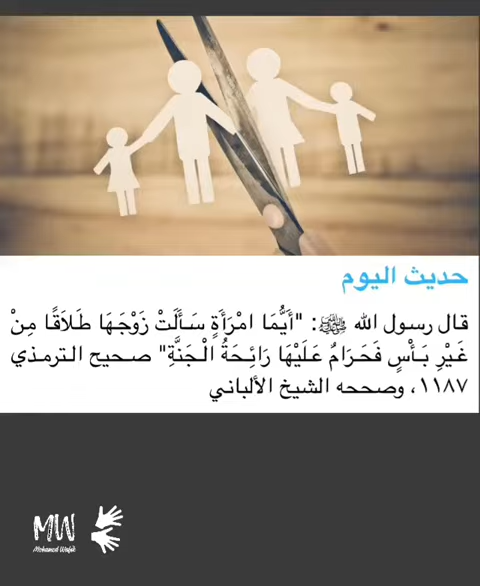 حديث اليوم
قال رسول الله ﷺ: "أَيُّمَا امْرَأَةٍ سَأَلَتْ زَوْجَهَا طَلَاقًا مِنْ
غَيْرِ بَأْسٍ فَحَرَامٌ عَلَيْهَا رَائِحَةُ الْجَنَّةِ" صحيح الترمذي
١١٨٧، وصححه الشيخ الألباني
MW
Mohamed Wafik